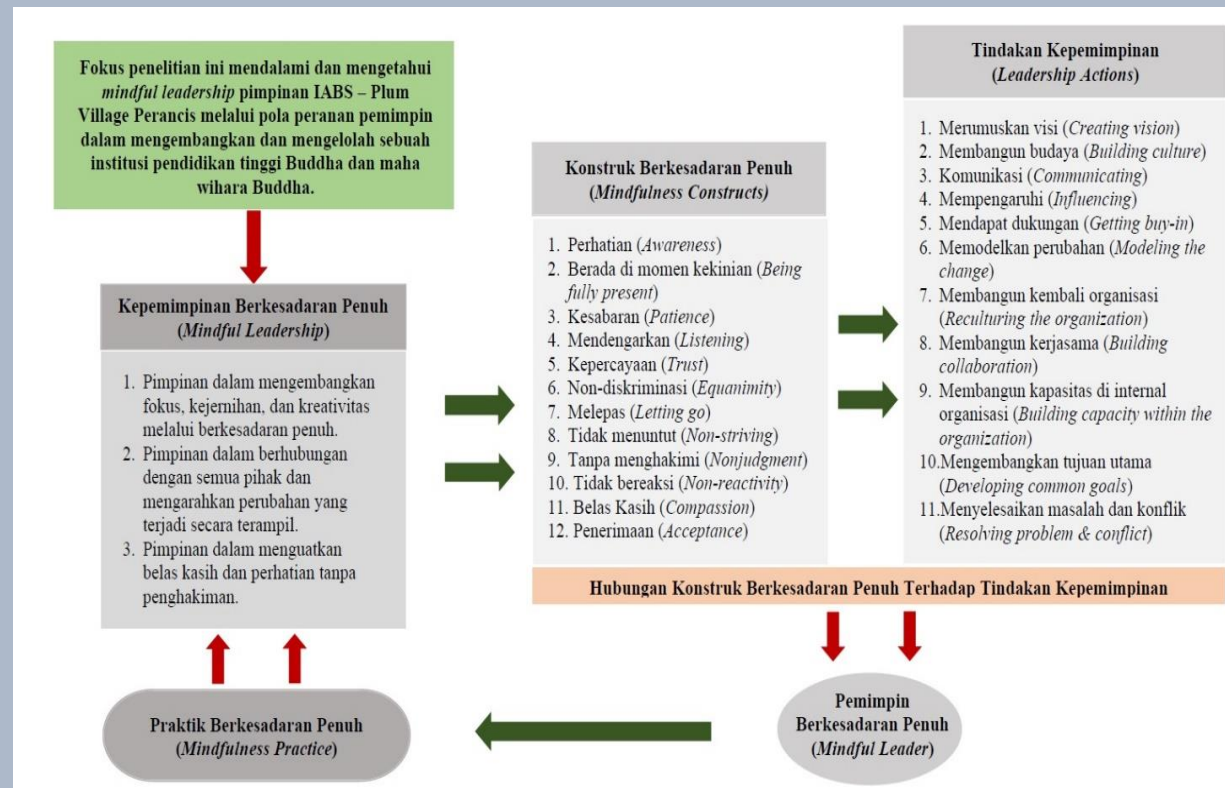 Fokus penelitian ini mendalami dan mengetahui
mindful leadership pimpinan IABS – Plum
Village Perancis melalui pola peranan pemimpin
dalam mengembangkan dan mengelolah sebuah
institusi pendidikan tinggi Buddha dan maha
wihara Buddha.
Kepemimpinan Berkesadaran Penuh
(Mindful Leadership)
1. Pimpinan dalam mengembangkan
fokus, kejernihan, dan kreativitas
melalui berkesadaran penuh.
2. Pimpinan dalam berhubungan
dengan semua pihak dan
mengarahkan perubahan yang
terjadi secara terampil.
3. Pimpinan dalam menguatkan
belas kasih dan perhatian tanpa
penghakiman.
Konstruk Berkesadaran Penuh
(Mindfulness Constructs)
1. Perhatian (Awareness)
2. Berada di momen kekinian (Being
fully present)
3. Kesabaran (Patience)
4. Mendengarkan (Listening)
5. Kepercayaan (Trust)
6. Non-diskriminasi (Equanimity)
7. Melepas (Letting go)
8. Tidak menuntut (Non-striving)
9. Tanpa menghakimi (Nonjudgment)
10. Tidak bereaksi (Non-reactivity)
11. Belas Kasih (Compassion)
12. Penerimaan (Acceptance)
Tindakan Kepemimpinan
(Leadership Actions)
1. Merumuskan visi (Creating vision)
2. Membangun budaya (Building culture)
3. Komunikasi (Communicating)
4. Mempengaruhi (Influencing)
5. Mendapat dukungan (Getting buy-in)
6. Memodelkan perubahan (Modeling the
change)
7. Membangun kembali organisasi
(Reculturing the organization)
8. Membangun kerjasama (Building
collaboration)
9. Membangun kapasitas di internal
organisasi (Building capacity within the
organization)
10.Mengembangkan tujuan utama
(Developing common goals)
11.Menyelesaikan masalah dan konflik
(Resolving problem & conflict)
Hubungan Konstruk Berkesadaran Penuh Terhadap Tindakan Kepemimpinan
Praktik Berkesadaran Penuh
(Mindfulness Practice)
Pemimpin
Berkesadaran Penuh
(Mindful Leader)